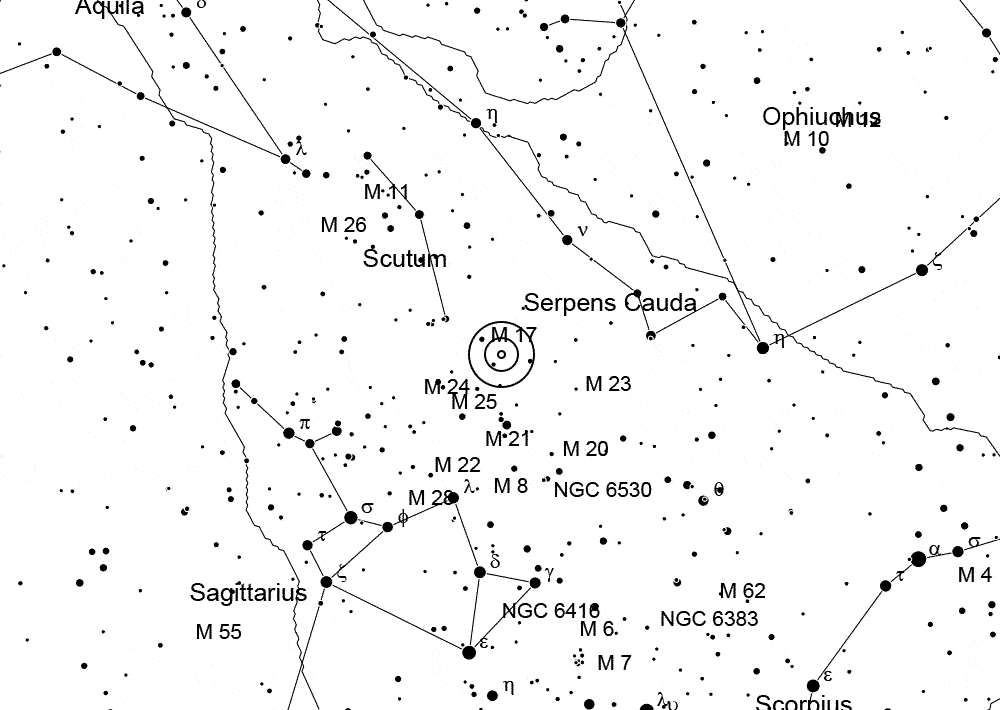 Aquila
δ
Ophiuchus
M 12
η
M 10
λ
M 11
M 26
ν
Scutum
ζ
Serpens Cauda
M 17
η
M 24
M 23
M 25
π
M 21
M 20
M 22
M 8
λ
NGC 6530
θ
M 28
σ
φ
τ
σ
α
δ
ζ
γ
τ
M 4
Sagittarius
M 62
NGC 6416
NGC 6383
M 55
M 6
ε
M 7
ε
η
λ
υ
Scorpius